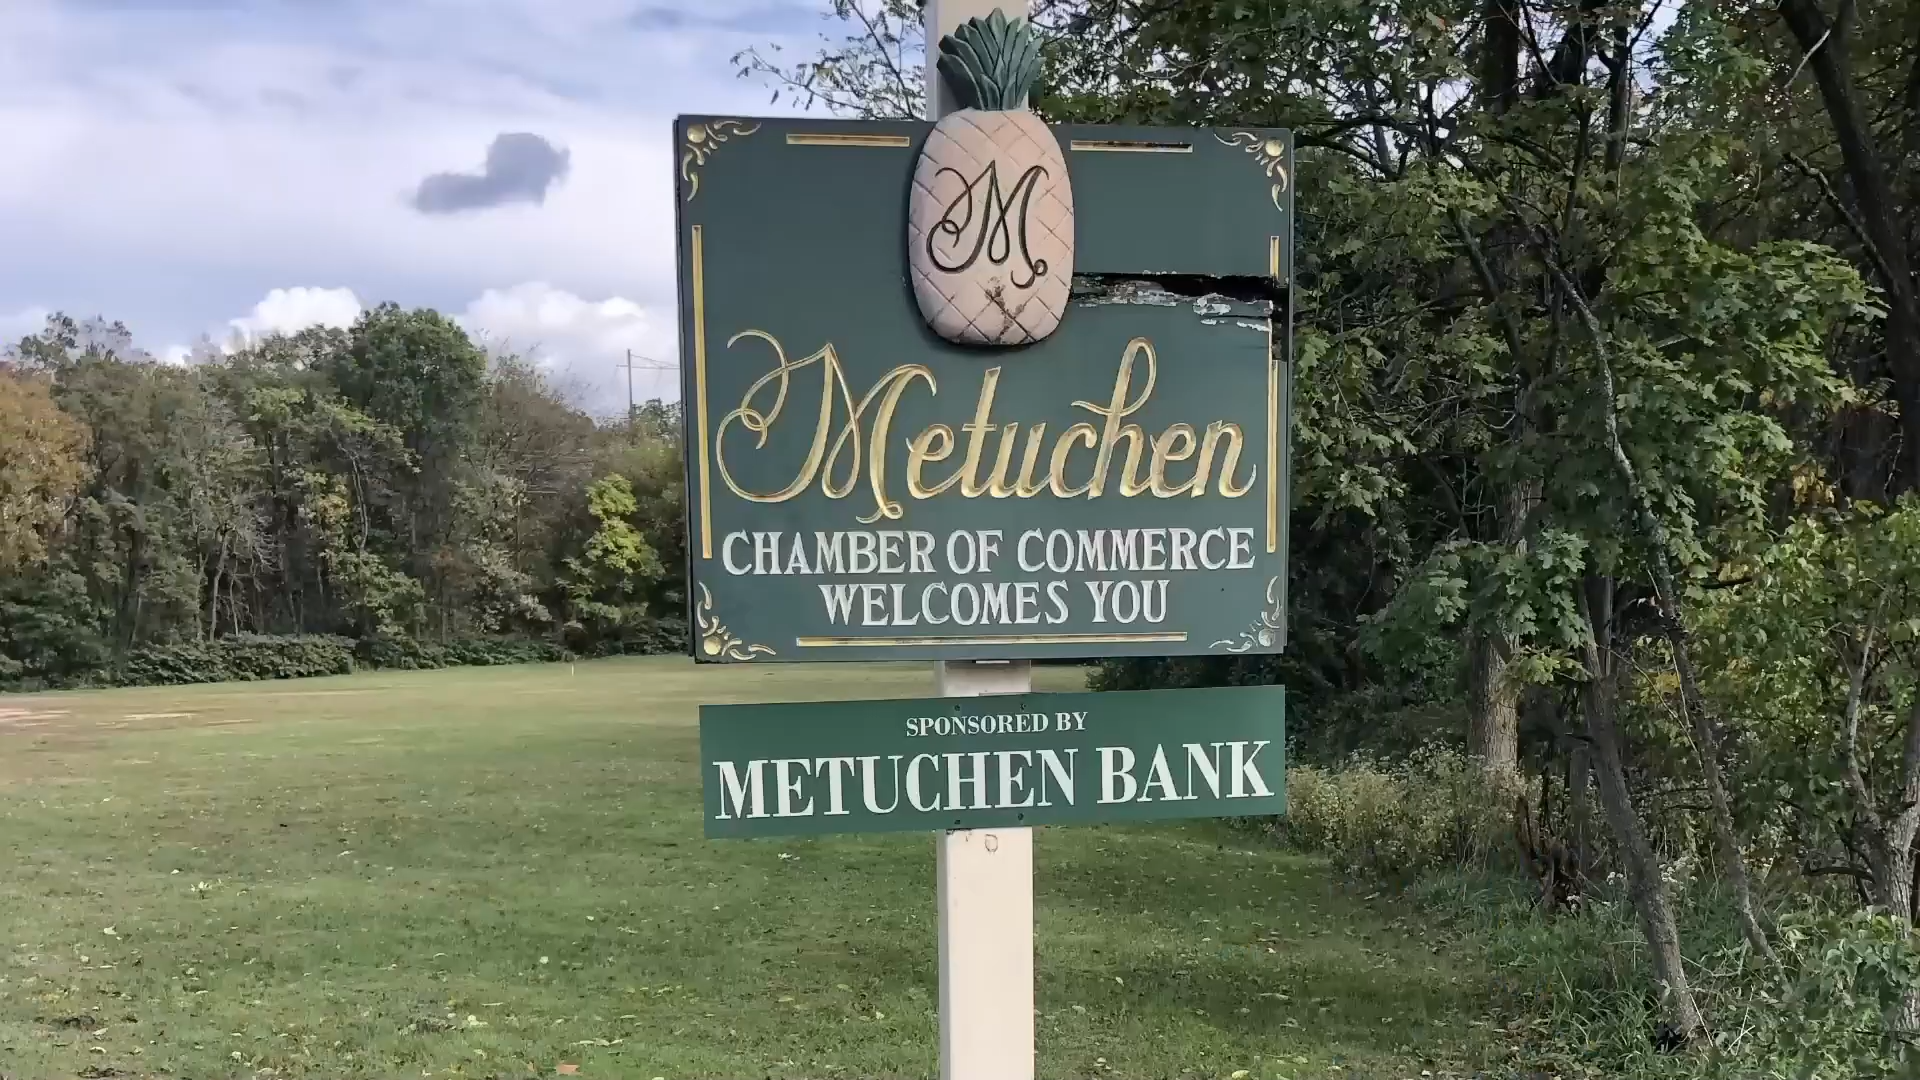 M
Metuchen
CHAMBER OF COMMERCE
WELCOMES YOU
SPONSORED BY
METUCHEN BANK